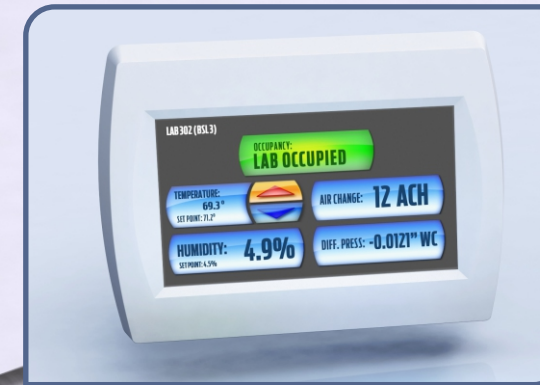 LAB 302 (BSL3)
OCCUPANCY:
LAB OCCUPIED
TEMPERATURE:
69.3°
SET POINT: 71.2°
AIR CHANGE: 12 ACH
HUMIDITY: 4.9%
SET POINT: 4.9%
DIFF. PRESS: -0.0121" WC